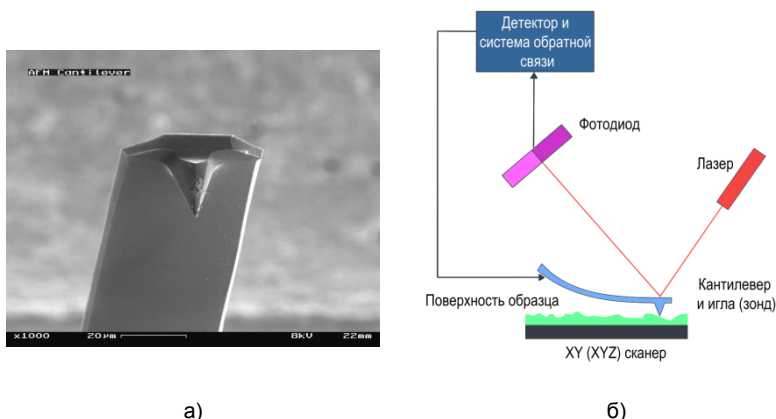 AFM Cantilever
x1000 20µm 8kV 22mm
а)
Детектор и
система обратной
связи
Фотодиод
Лазер
Кантилевер
и игла (зонд)
Поверхность образца
XY (XYZ) сканер
б)